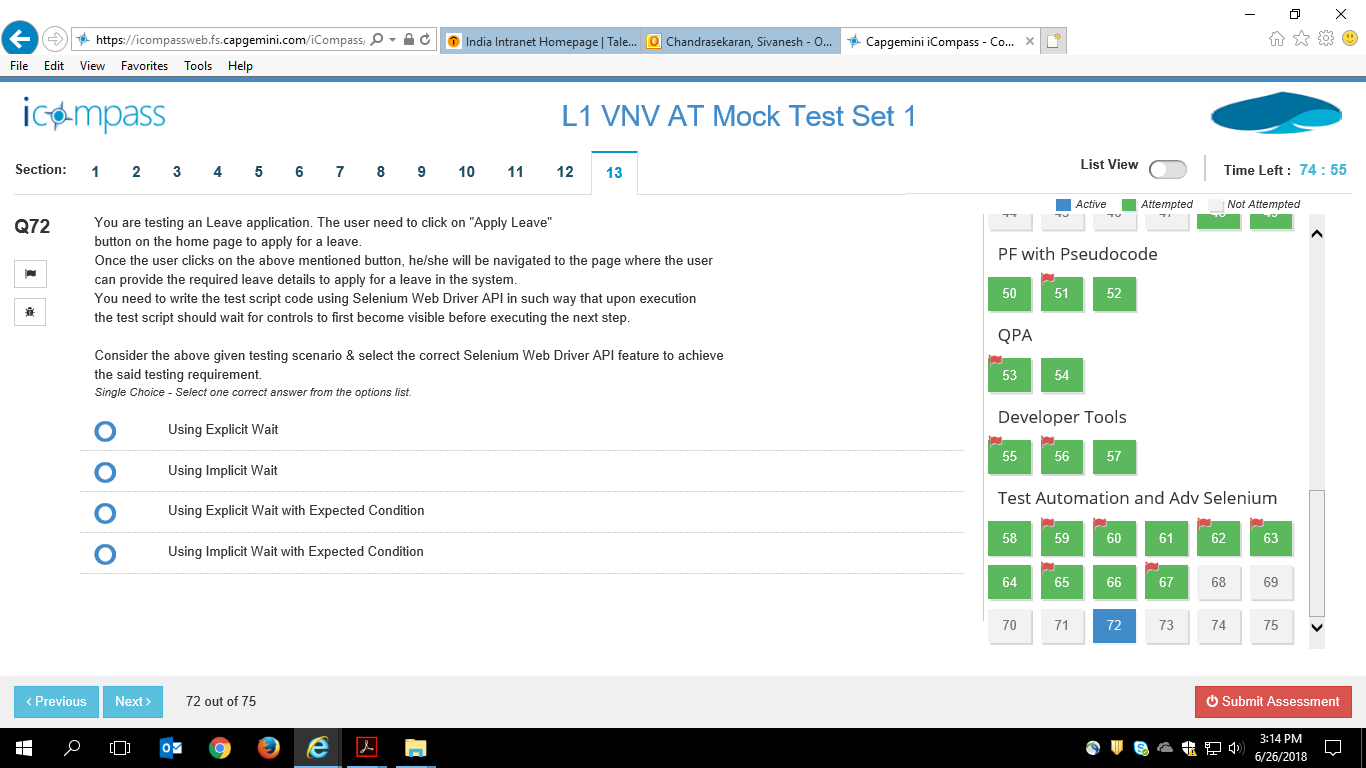 https://icompassweb.fs.capgemini.com/iCompass/
India Intranet Homepage | Tale...
Chandrasekaran, Sivanesh - O...
Capgemini iCompass - Co...
File Edit View Favorites Tools Help
icompass
L1 VNV AT Mock Test Set 1
Section: 1 2 3 4 5 6 7 8 9 10 11 12 13
List View
Time Left : 74 : 55
Active Attempted Not Attempted
Q72
You are testing an Leave application. The user need to click on "Apply Leave"
button on the home page to apply for a leave.
Once the user clicks on the above mentioned button, he/she will be navigated to the page where the user
can provide the required leave details to apply for a leave in the system.
You need to write the test script code using Selenium Web Driver API in such way that upon execution
the test script should wait for controls to first become visible before executing the next step.
Consider the above given testing scenario & select the correct Selenium Web Driver API feature to achieve
the said testing requirement.
Single Choice - Select one correct answer from the options list.
Using Explicit Wait
Using Implicit Wait
Using Explicit Wait with Expected Condition
Using Implicit Wait with Expected Condition
44 45 46 47 48 49
PF with Pseudocode
50 51 52
QPA
53 54
Developer Tools
55 56 57
Test Automation and Adv Selenium
58 59 60 61 62 63
64 65 66 67 68 69
70 71 72 73 74 75
< Previous
Next >
72 out of 75
Submit Assessment
3:14 PM
6/26/2018